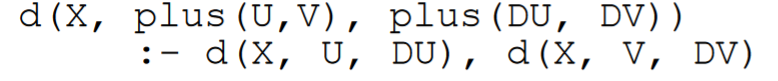 d(X, plus(U,V), plus(DU, DV))
:- d(X, U, DU), d(X, V, DV)